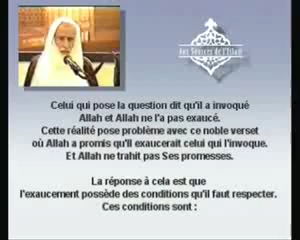 Aux Sources de l'Islam
Celui qui pose la question dit qu'il a invoqué
Allah et Allah ne l'a pas exaucé.
Cette réalité pose problème avec ce noble verset
où Allah a promis qu'il exaucerait celui qui l'invoque.
Et Allah ne trahit pas Ses promesses.
La réponse à cela est que
l'exaucement possède des conditions qu'il faut respecter.
Ces conditions sont :